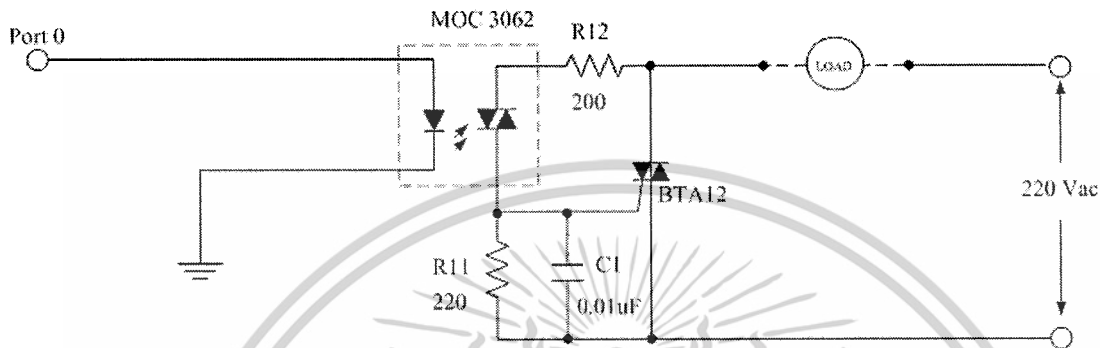 MOC 3062
Port 0
R12
200
LOAD
BTA12
220 Vac
R11
220
C1
0.01uF